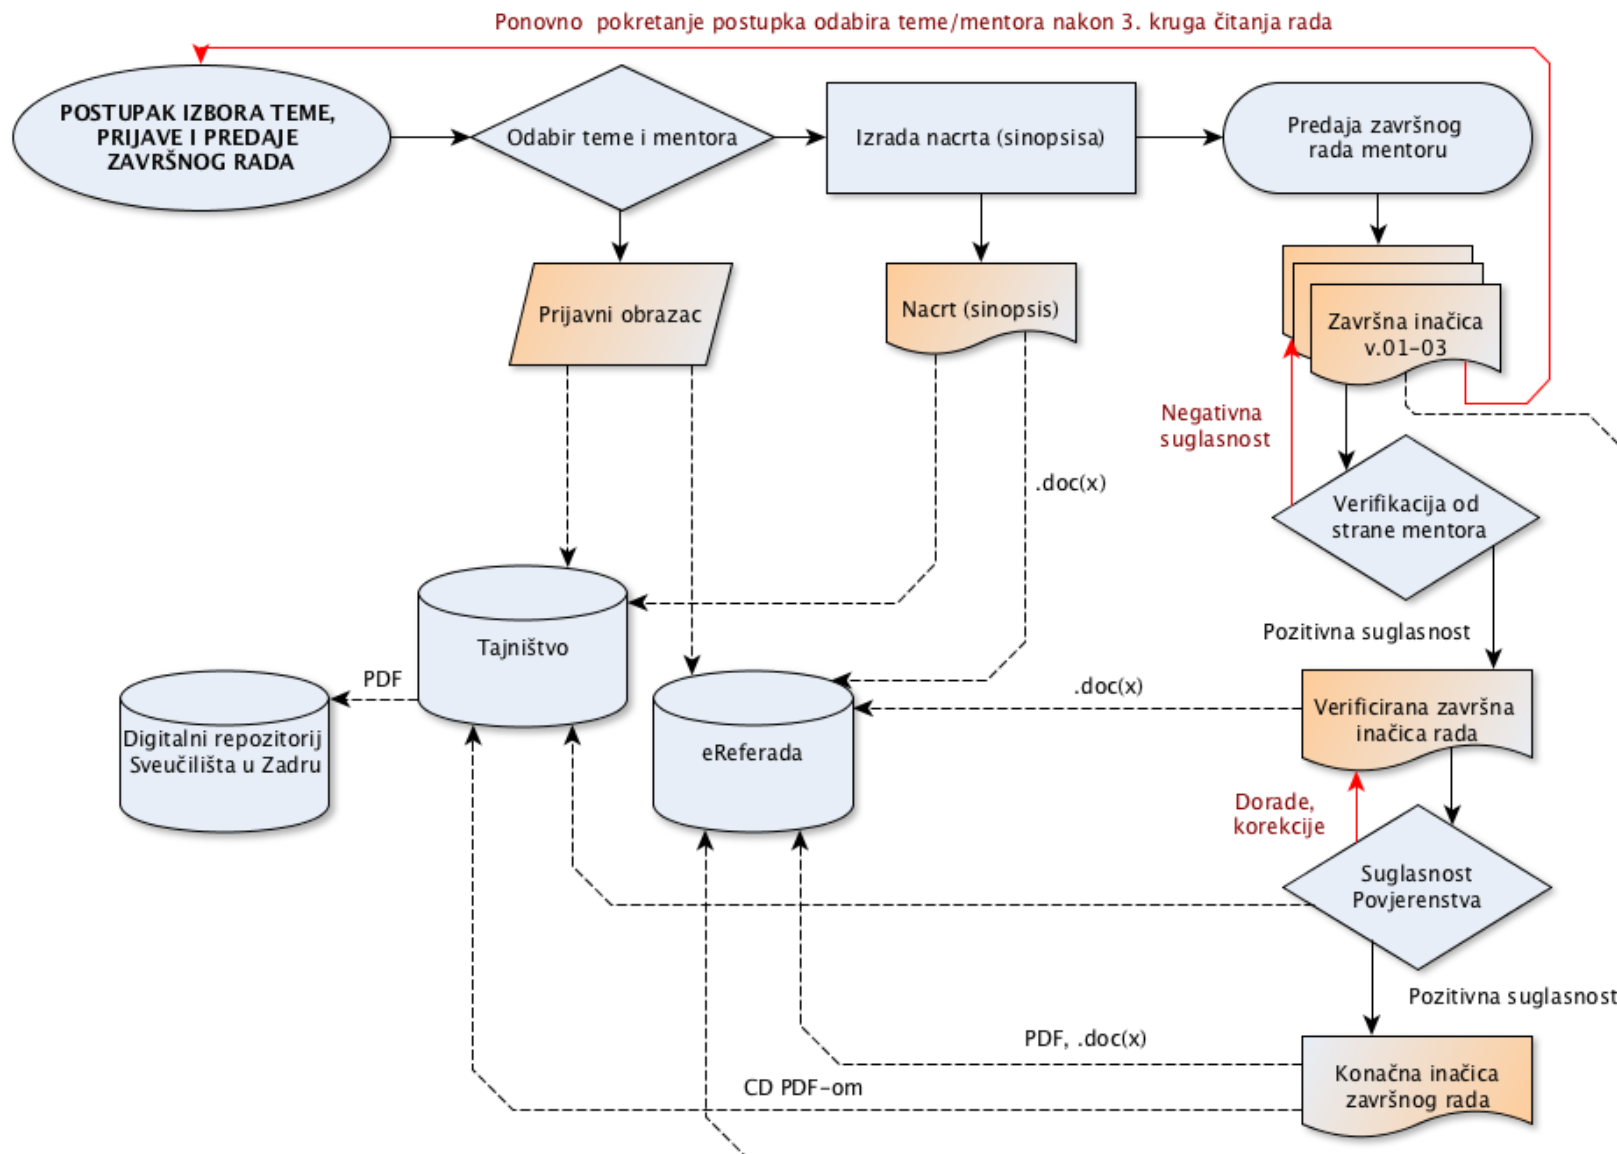 Ponovno pokretanje postupka odabira teme/mentora nakon 3. kruga čitanja rada
POSTUPAK IZBORA TEME,
PRIJAVE I PREDAJE
ZAVRŠNOG RADA
Odabir teme i mentora
Izrada nacrta (sinopsisa)
Predaja završnog
rada mentoru
Prijavni obrazac
Nacrt (sinopsis)
Završna inačica
v.01-03
Negativna
suglasnost
.doc(x)
Verifikacija od
strane mentora
Pozitivna suglasnost
Tajništvo
PDF
.doc(x)
Verificirana završna
inačica rada
Digitalni repozitorij
Sveučilišta u Zadru
eReferada
Dorade,
korekcije
Suglasnost
Povjerenstva
Pozitivna suglasnost
PDF, .doc(x)
CD PDF-om
Konačna inačica
završnog rada